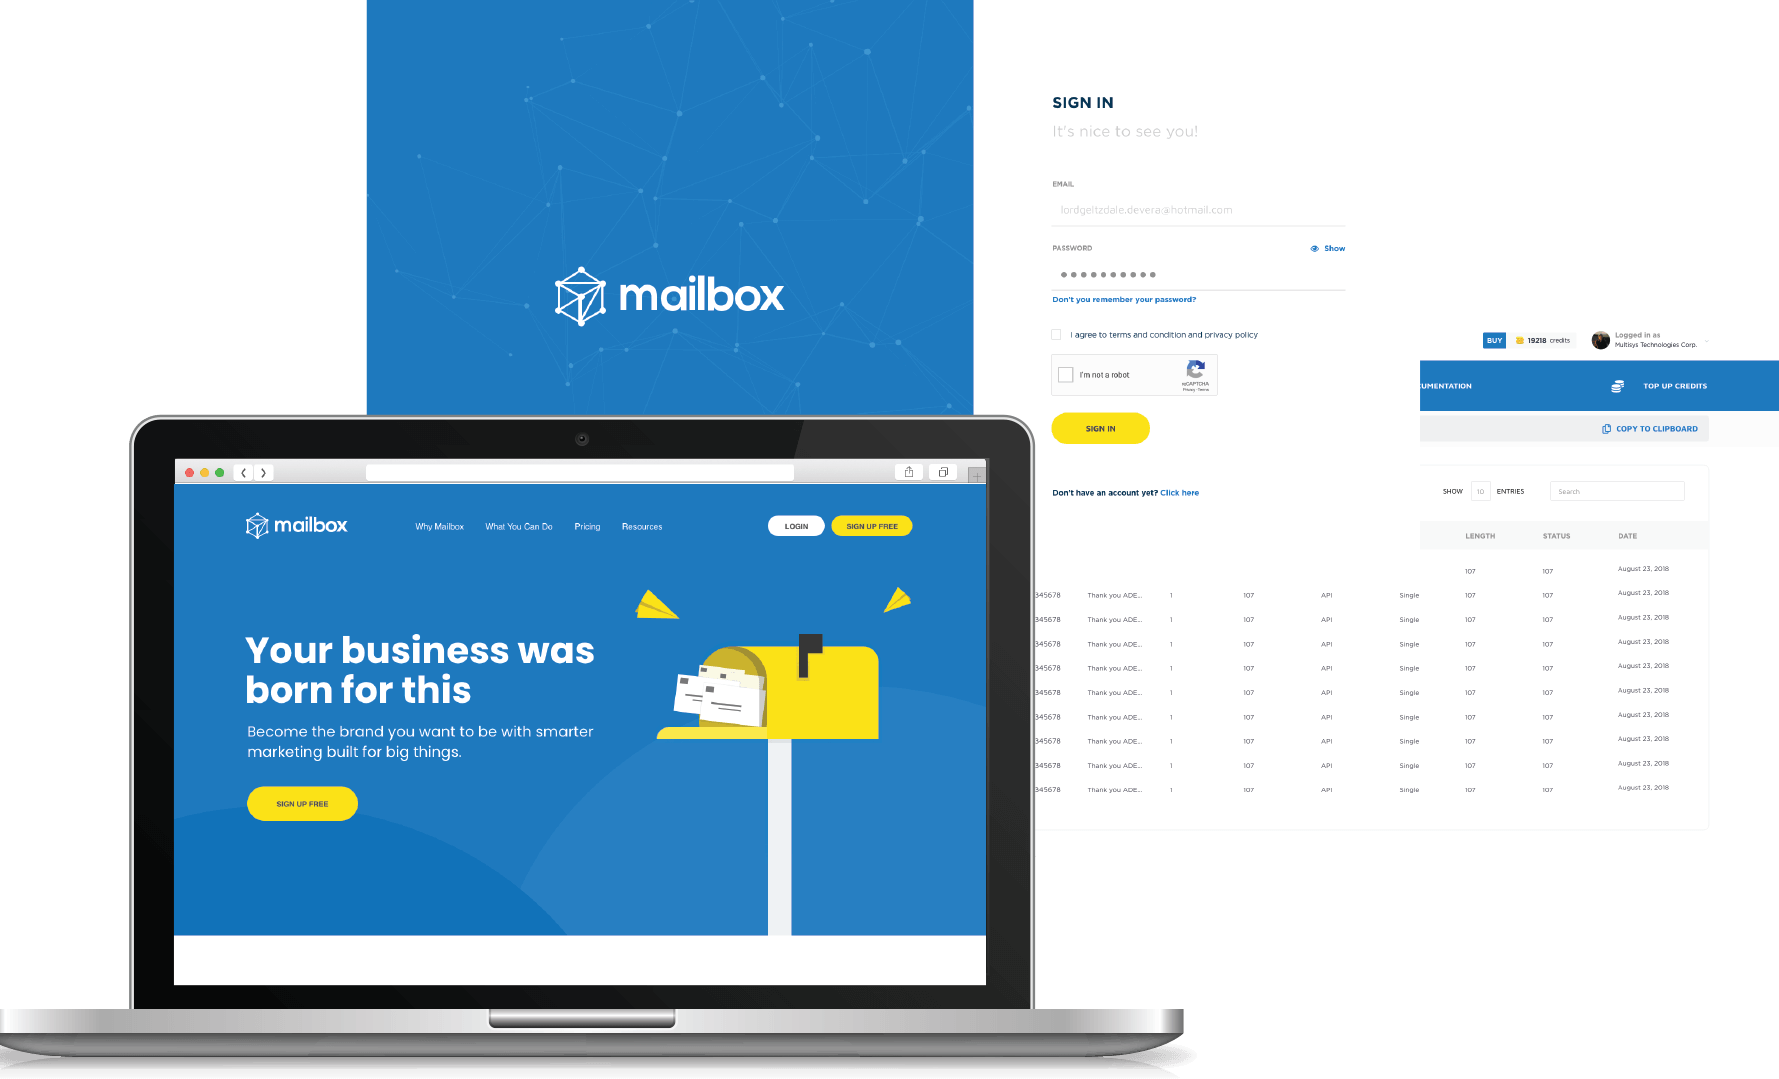 mailbox
SIGN IN
It's nice to see you!
EMAIL
lordgeltzdale.devera@hotmail.com
PASSWORD
Show
Don't you remember your password?
I agree to terms and condition and privacy policy
I'm not a robot
reCAPTCHA
Privacy - Terms
SIGN IN
Don't have an account yet? Click here
BUY 19218 credits
Logged in as
Multisys Technologies Corp.
UMENTATION
TOP UP CREDITS
COPY TO CLIPBOARD
SHOW 10 ENTRIES
Search
LENGTH STATUS DATE
107 107 August 23, 2018
345678 Thank you ADE... 1 107 API Single 107 107 August 23, 2018
345678 Thank you ADE... 1 107 API Single 107 107 August 23, 2018
345678 Thank you ADE... 1 107 API Single 107 107 August 23, 2018
345678 Thank you ADE... 1 107 API Single 107 107 August 23, 2018
345678 Thank you ADE... 1 107 API Single 107 107 August 23, 2018
345678 Thank you ADE... 1 107 API Single 107 107 August 23, 2018
345678 Thank you ADE... 1 107 API Single 107 107 August 23, 2018
345678 Thank you ADE... 1 107 API Single 107 107 August 23, 2018
345678 Thank you ADE... 1 107 API Single 107 107 August 23, 2018
mailbox
Why Mailbox What You Can Do Pricing Resources
LOGIN
SIGN UP FREE
Your business was
born for this
Become the brand you want to be with smarter
marketing built for big things.
SIGN UP FREE